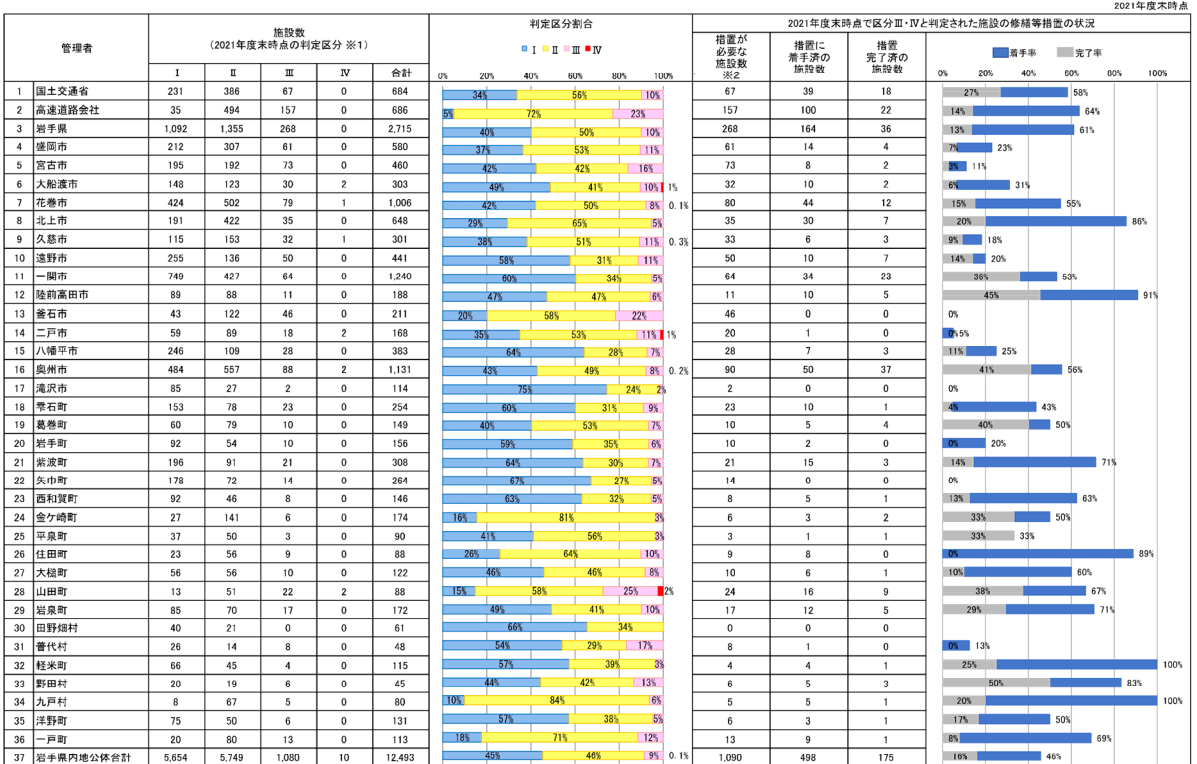 2021年度末時点
管理者
施設数
(2021年度末時点の判定区分 ※1)
Ⅰ Ⅱ Ⅲ Ⅳ 合計
判定区分割合
Ⅰ Ⅱ Ⅲ Ⅳ
0% 20% 40% 60% 80% 100%
2021年度末時点で区分Ⅲ・Ⅳと判定された施設の修繕等措置の状況
措置が
必要な
施設数
※2
措置に
着手済の
施設数
措置
完了済の
施設数
着手率 完了率
0% 20% 40% 60% 80% 100%
1 国土交通省 231 386 67 0 684 34% 56% 10% 67 39 18 27% 58%
2 高速道路会社 35 494 157 0 686 5% 72% 23% 157 100 22 14% 64%
3 岩手県 1,092 1,355 268 0 2,715 40% 50% 10% 268 164 36 13% 61%
4 盛岡市 212 307 61 0 580 37% 53% 11% 61 14 4 7% 23%
5 宮古市 195 192 73 0 460 42% 42% 16% 73 8 2 3% 11%
6 大船渡市 148 123 30 2 303 49% 41% 10% 1% 32 10 2 6% 31%
7 花巻市 424 502 79 1 1,006 42% 50% 8% 0.1% 80 44 12 15% 55%
8 北上市 191 422 35 0 648 29% 65% 5% 35 30 7 20% 86%
9 久慈市 115 153 32 1 301 38% 51% 11% 0.3% 33 6 3 9% 18%
10 遠野市 255 136 50 0 441 58% 31% 11% 50 10 7 14% 20%
11 一関市 749 427 64 0 1,240 60% 34% 5% 64 34 23 36% 53%
12 陸前高田市 89 88 11 0 188 47% 47% 6% 11 10 5 45% 91%
13 釜石市 43 122 46 0 211 20% 58% 22% 46 0 0 0%
14 二戸市 59 89 18 2 168 35% 53% 11% 1% 20 1 0 0% 5%
15 八幡平市 246 109 28 0 383 64% 28% 7% 28 7 3 11% 25%
16 奥州市 484 557 88 2 1,131 43% 49% 8% 0.2% 90 50 37 41% 56%
17 滝沢市 85 27 2 0 114 75% 24% 2% 2 0 0 0%
18 雫石町 153 78 23 0 254 60% 31% 9% 23 10 1 4% 43%
19 葛巻町 60 79 10 0 149 40% 53% 7% 10 5 4 40% 50%
20 岩手町 92 54 10 0 156 59% 35% 6% 10 2 0 0% 20%
21 紫波町 196 91 21 0 308 64% 30% 7% 21 15 3 14% 71%
22 矢巾町 178 72 14 0 264 67% 27% 5% 14 0 0 0%
23 西和賀町 92 46 8 0 146 63% 32% 5% 8 5 1 13% 63%
24 金ケ崎町 27 141 6 0 174 16% 81% 3% 6 3 2 33% 50%
25 平泉町 37 50 3 0 90 41% 56% 3% 3 1 1 33% 33%
26 住田町 23 56 9 0 88 26% 64% 10% 9 8 0 0% 89%
27 大槌町 56 56 10 0 122 46% 46% 8% 10 6 1 10% 60%
28 山田町 13 51 22 2 88 15% 58% 25% 2% 24 16 9 38% 67%
29 岩泉町 85 70 17 0 172 49% 41% 10% 17 12 5 29% 71%
30 田野畑村 40 21 0 0 61 66% 34% 0 0 0
31 普代村 26 14 8 0 48 54% 29% 17% 8 1 0 0% 13%
32 軽米町 66 45 4 0 115 57% 39% 3% 4 4 1 25% 100%
33 野田村 20 19 6 0 45 44% 42% 13% 6 5 3 50% 83%
34 九戸村 8 67 5 0 80 10% 84% 6% 5 5 1 20% 100%
35 洋野町 75 50 6 0 131 57% 38% 5% 6 3 1 17% 50%
36 一戸町 20 80 13 0 113 18% 71% 12% 13 9 1 8% 69%
37 岩手県内地公体合計 5,654 5,749 1,080 10 12,493 45% 46% 9% 0.1% 1,090 498 175 16% 46%